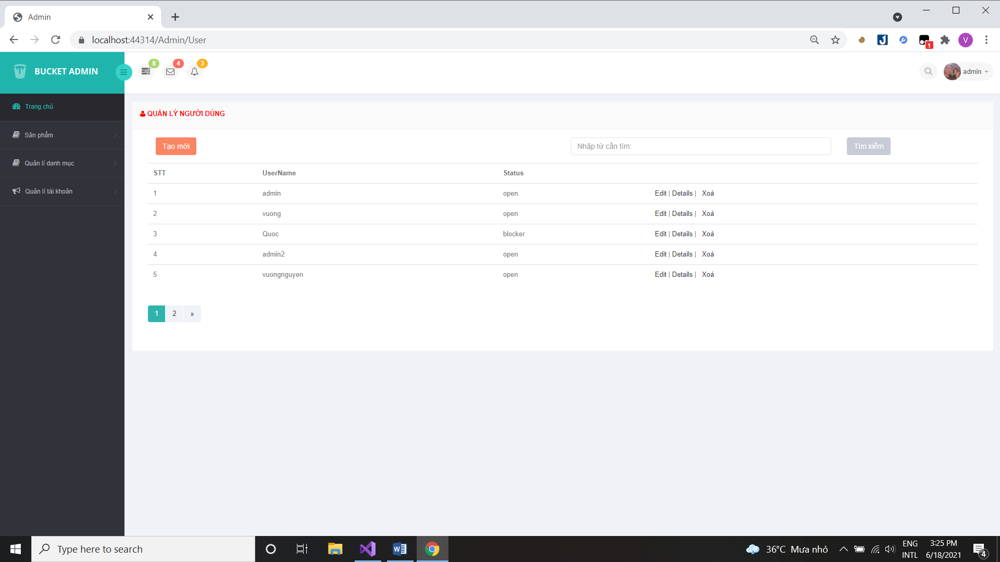 Admin
localhost:44314/Admin/User
1
V
BUCKET ADMIN
8
4
3
admin
Trang chủ
Sản phẩm
Quản lí danh mục
Quản lí tài khoản
QUẢN LÝ NGƯỜI DÙNG
Tạo mới
Nhập từ cần tìm:
Tìm kiếm
STT UserName Status
1 admin open Edit | Details | Xoá
2 vuong open Edit | Details | Xoá
3 Quoc blocker Edit | Details | Xoá
4 admin2 open Edit | Details | Xoá
5 vuongnguyen open Edit | Details | Xoá
1 2 »
Type here to search
36°C Mưa nhỏ
ENG
INTL
3:25 PM
6/18/2021
4